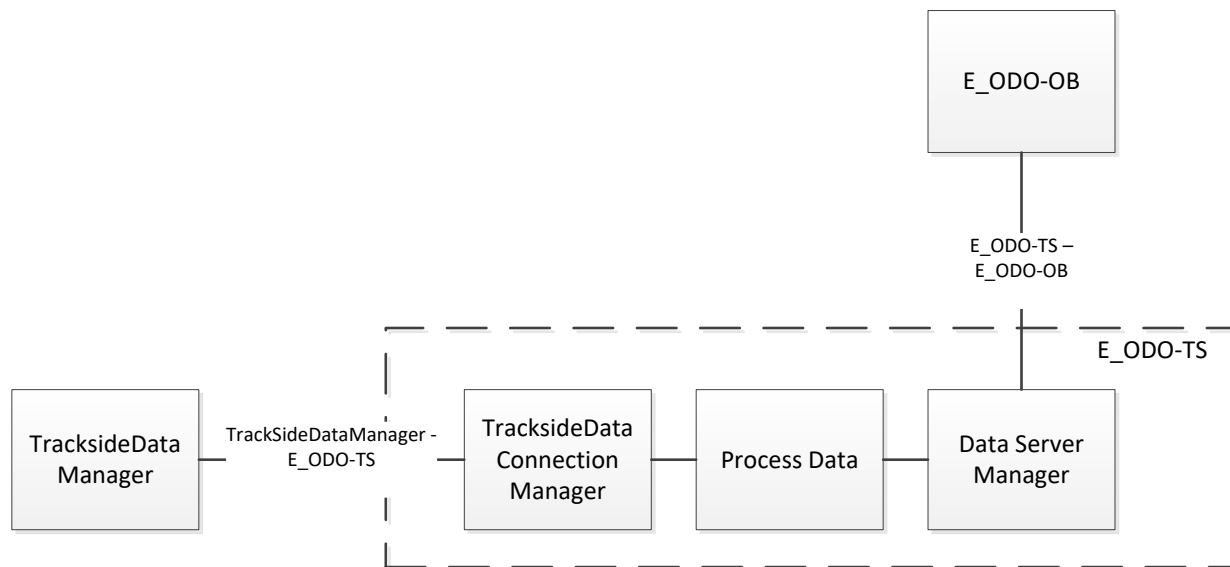 E_ODO-OB
E_ODO-TS –
E_ODO-OB
E_ODO-TS
TracksideData
Manager
TrackSideDataManager -
E_ODO-TS
TracksideData
Connection
Manager
Process Data
Data Server
Manager